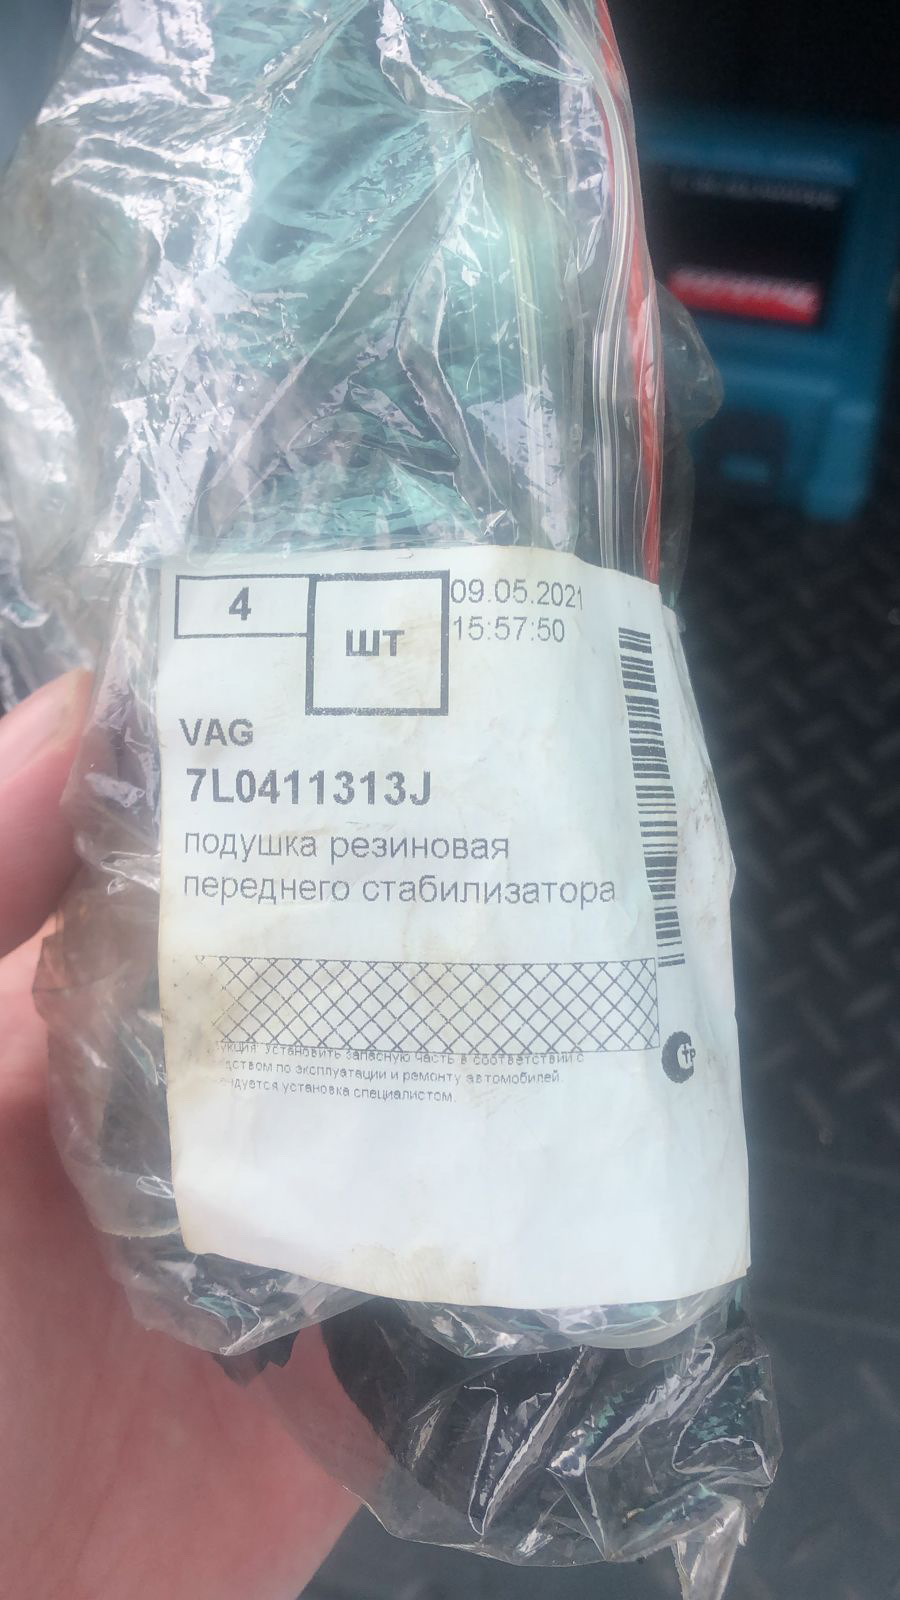 4
шт
09.05.2021
15:57:50
VAG
7L0411313J
подушка резиновая
переднего стабилизатора
установить запасную часть в соответствии с
по эксплуатации и ремонту автомобилей.
установка специалистом.